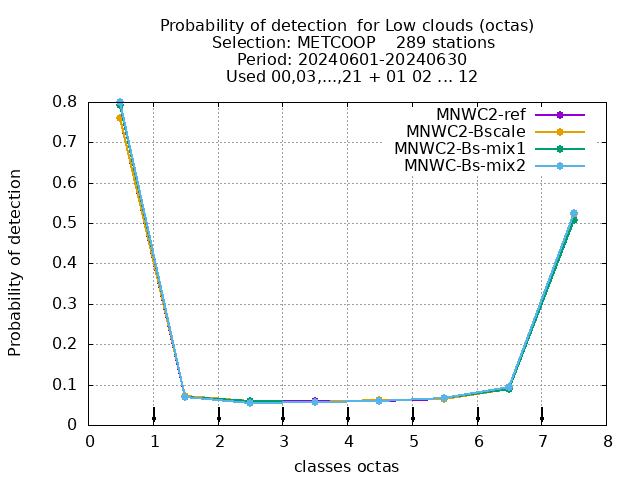 Probability of detection  for Low clouds (octas)
Selection: METCOOP    289 stations
Period: 20240601-20240630
Used 00,03,...,21 + 01 02 ... 12
MNWC2-ref
MNWC2-Bscale
MNWC2-Bs-mix1
MNWC-Bs-mix2
Probability of detection
0.8
0.7
0.6
0.5
0.4
0.3
0.2
0.1
0
0 1 2 3 4 5 6 7 8
classes octas